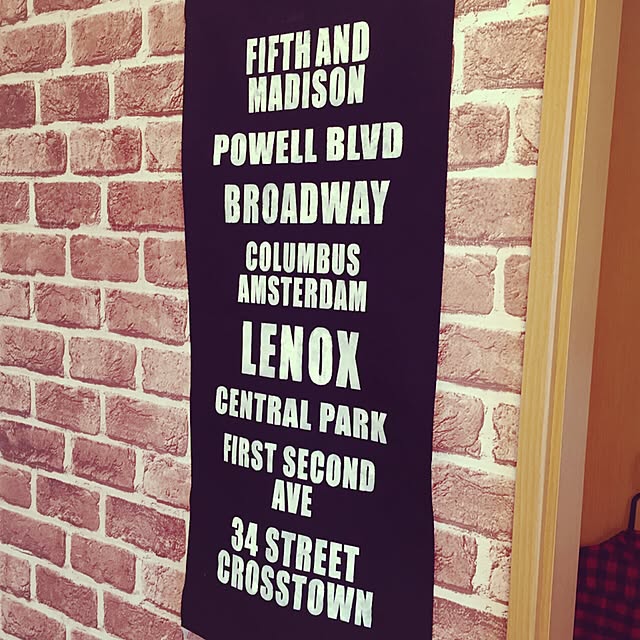 FIFTH AND
MADISON
POWELL BLVD
BROADWAY
COLUMBUS
AMSTERDAM
LENOX
CENTRAL PARK
FIRST SECOND
AVE
34 STREET
CROSSTOWN